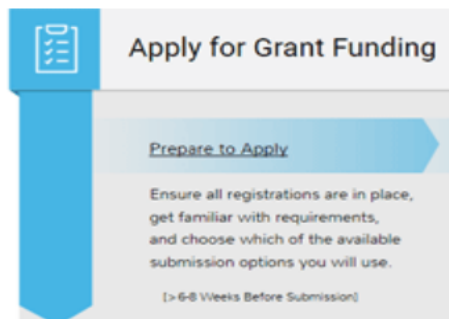 Apply for Grant Funding
Prepare to Apply
Ensure all registrations are in place,
get familiar with requirements,
and choose which of the available
submission options you will use.
[>6-8 Weeks Before Submission]